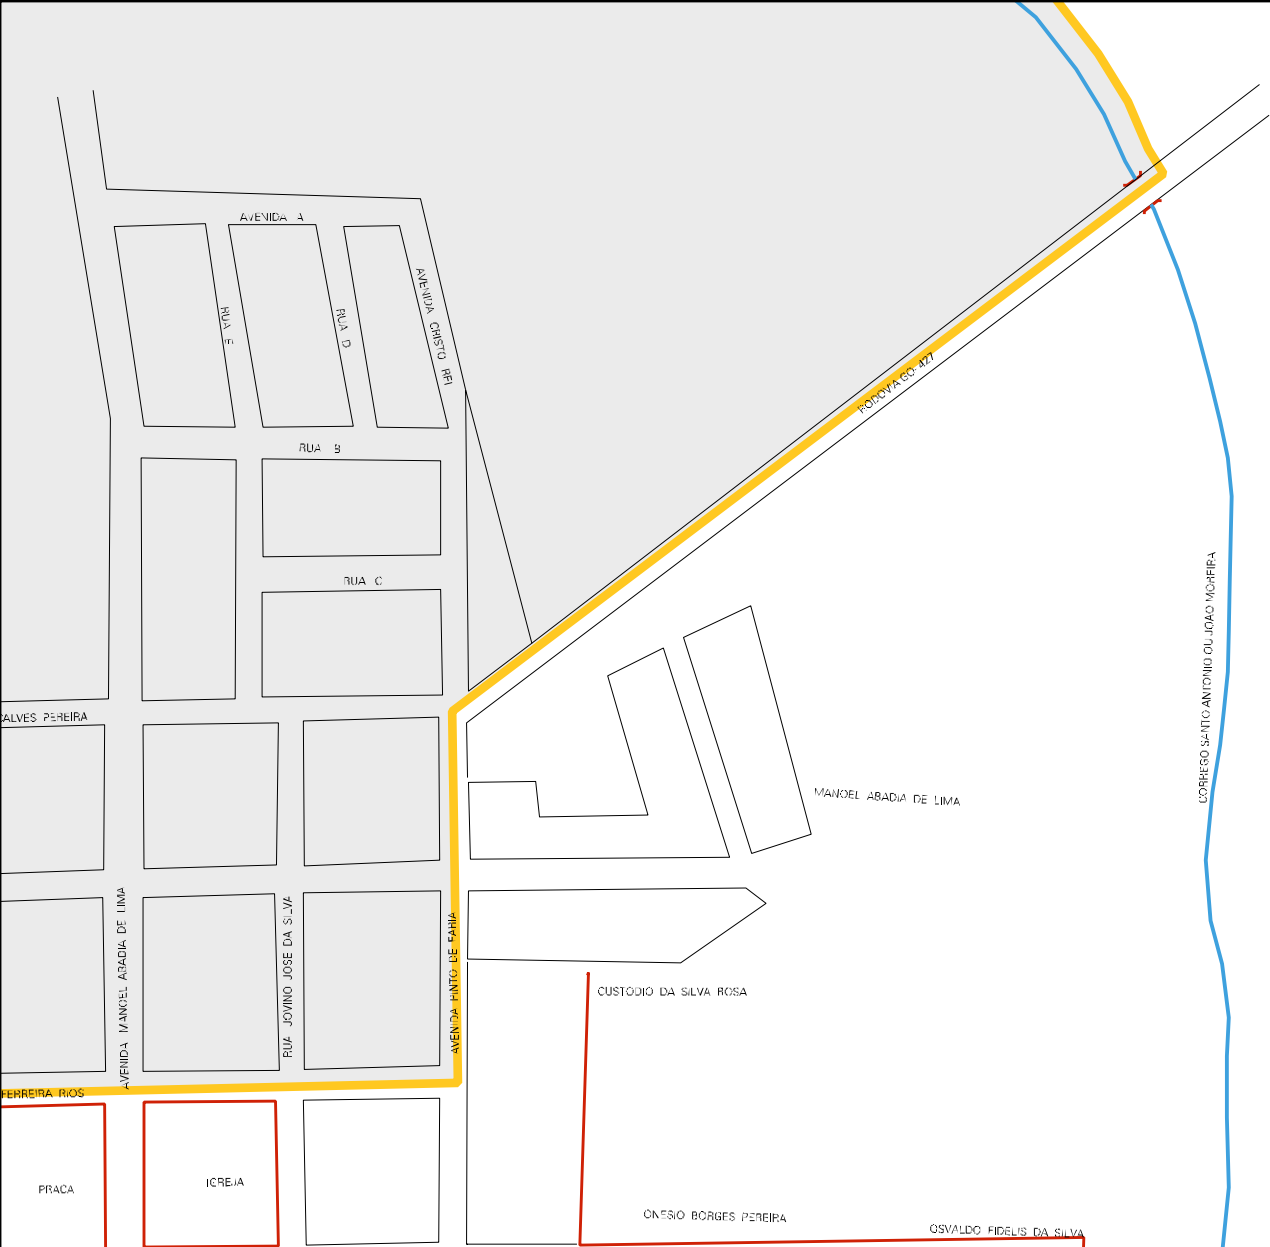 AVENIDA A
AVENIDA CRISTO REI
RUA E
RUA D
RODOVIA GO-427
RUA B
CORREGO SANTO ANTONIO OU JOAO MOREIRA
RUA C
CALVES PEREIRA
MANOEL ABADIA DE LIMA
AVENIDA MANOEL ABADIA DE LIMA
RUA JOVINO JOSE DA SILVA
AVENIDA PINTO DE FARIA
CUSTODIO DA SILVA ROSA
FERREIRA RIOS
PRACA
IGREJA
ONESIO BORGES PEREIRA
OSVALDO FIDELIS DA SILVA